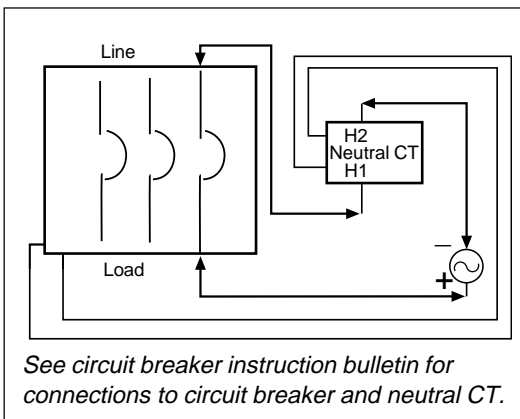 Line
H2
Neutral CT
H1
Load
–
+
See circuit breaker instruction bulletin for
connections to circuit breaker and neutral CT.